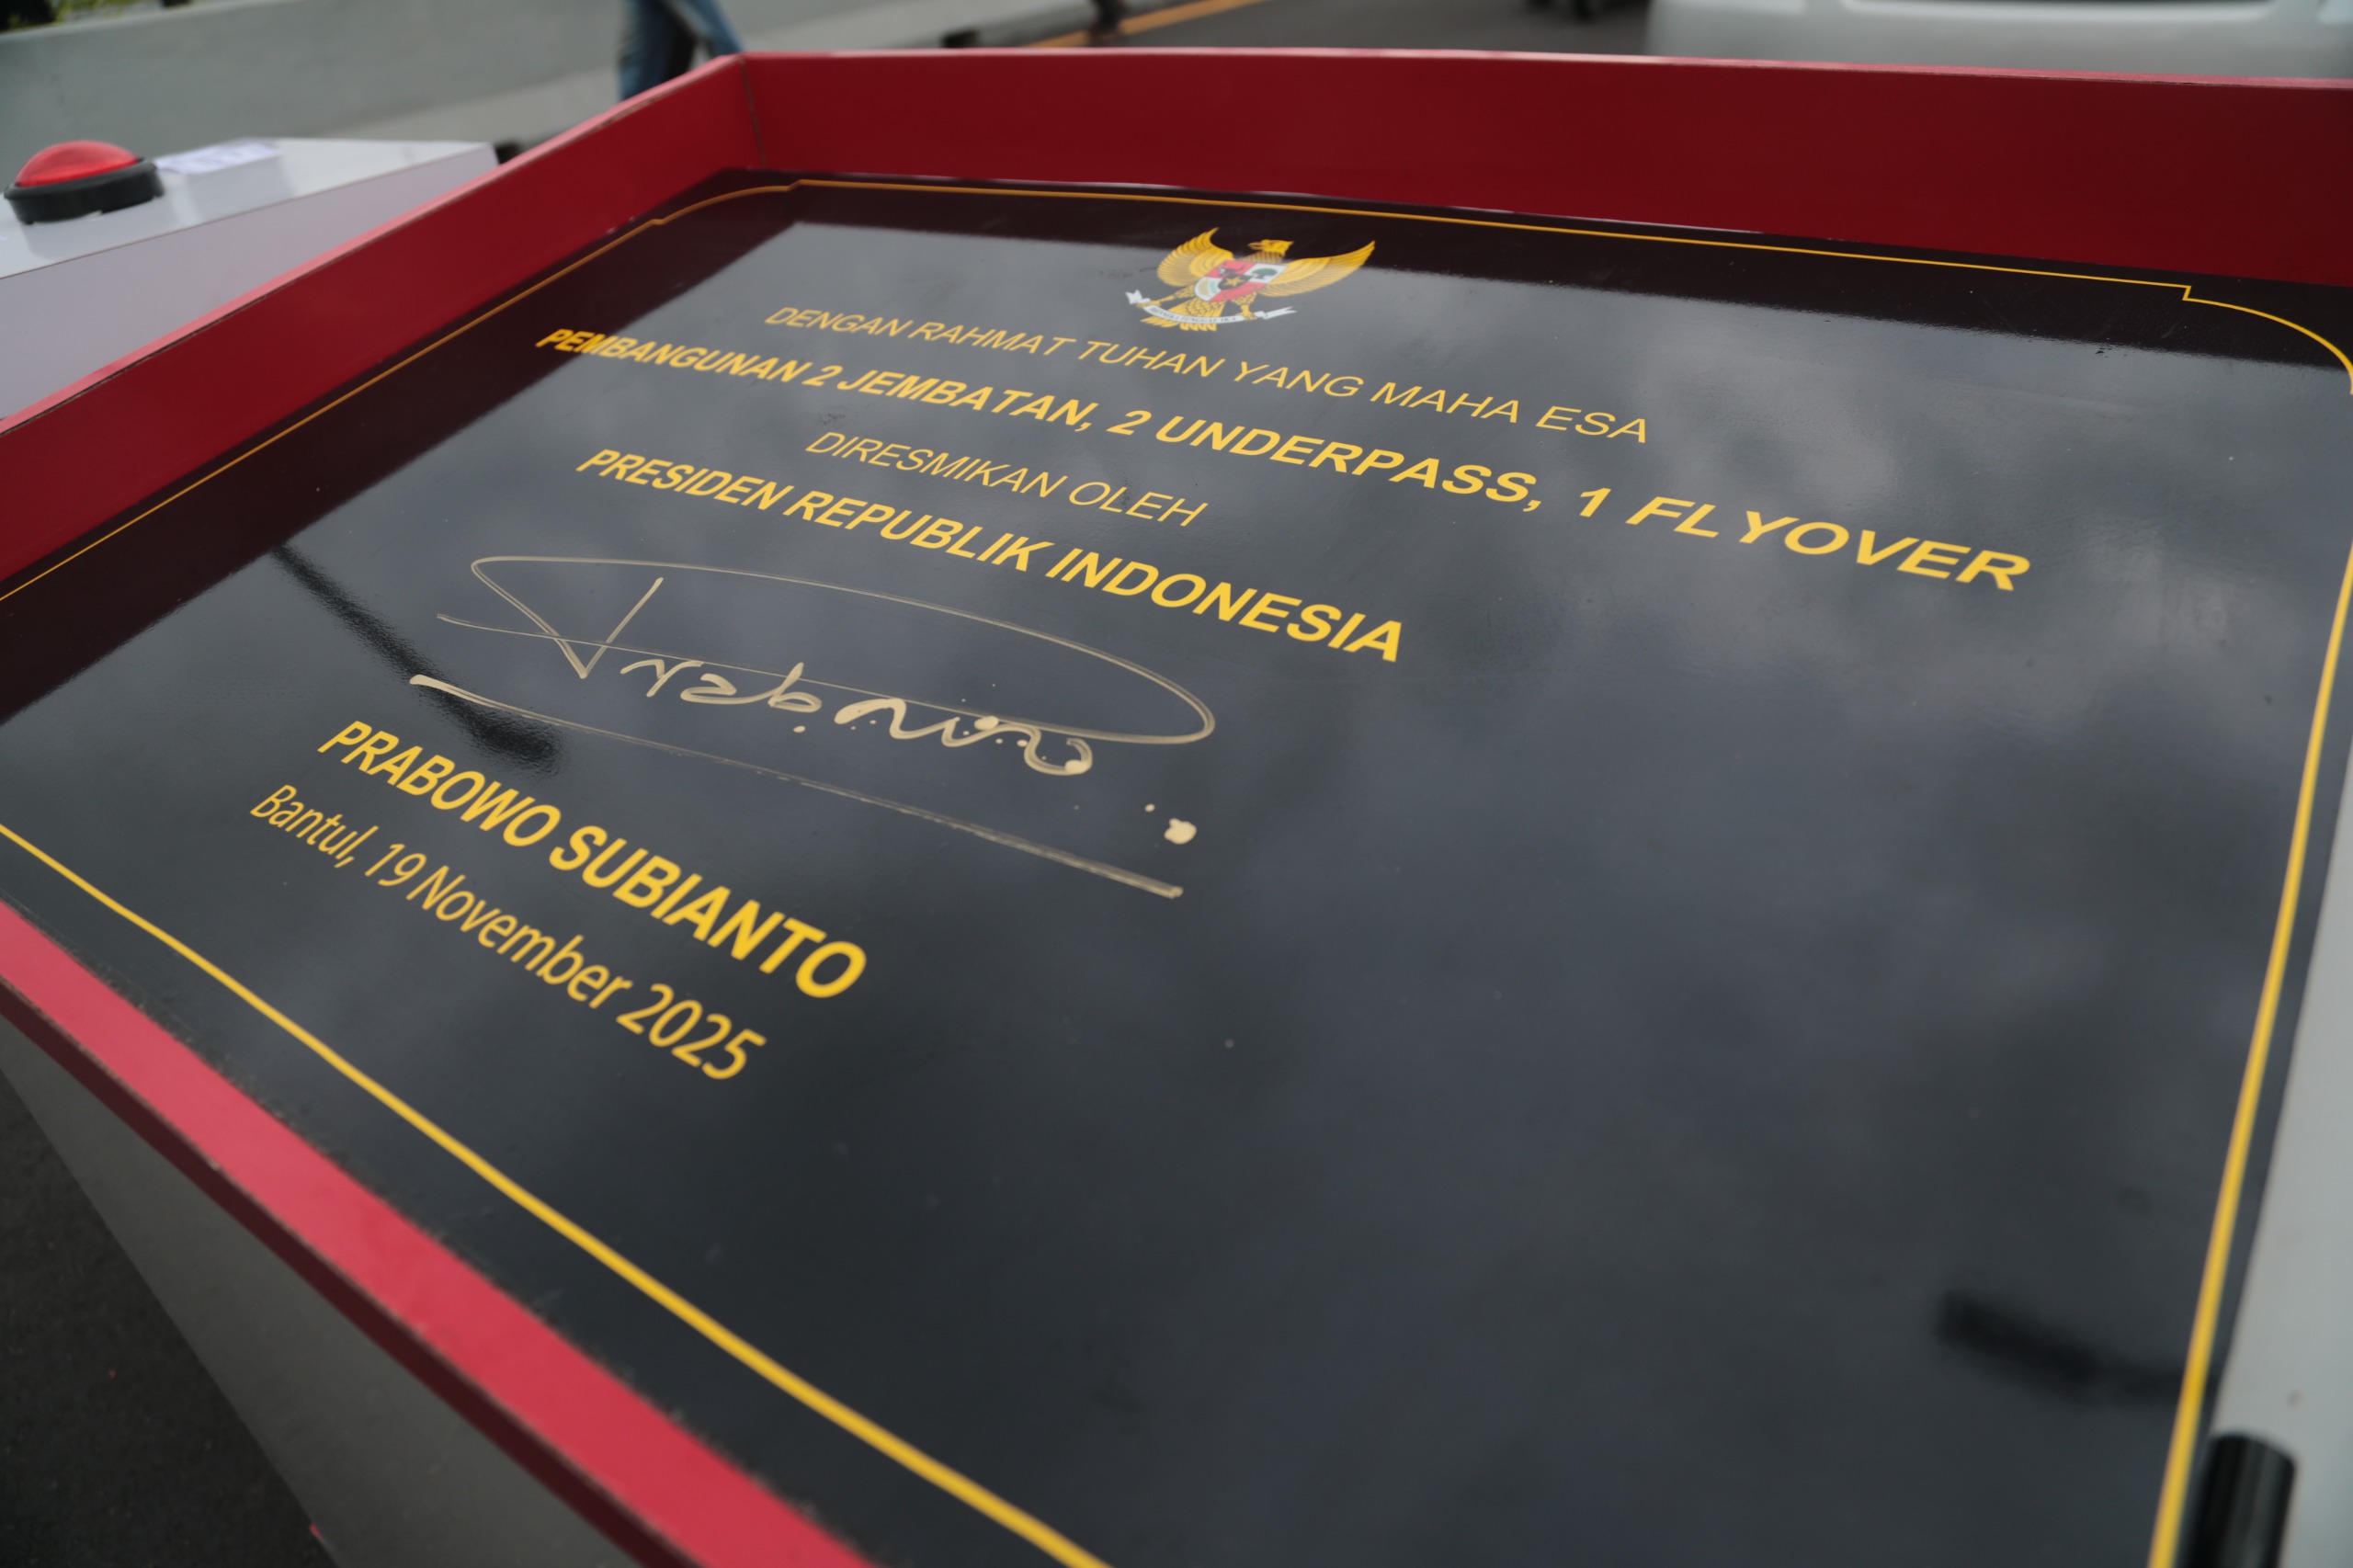 DENGAN RAHMAT TUHAN YANG MAHA ESA
PEMBANGUNAN 2 JEMBATAN, 2 UNDERPASS, 1 FLYOVER
DIRESMIKAN OLEH
PRESIDEN REPUBLIK INDONESIA
PRABOWO SUBIANTO
Bantul, 19 November 2025